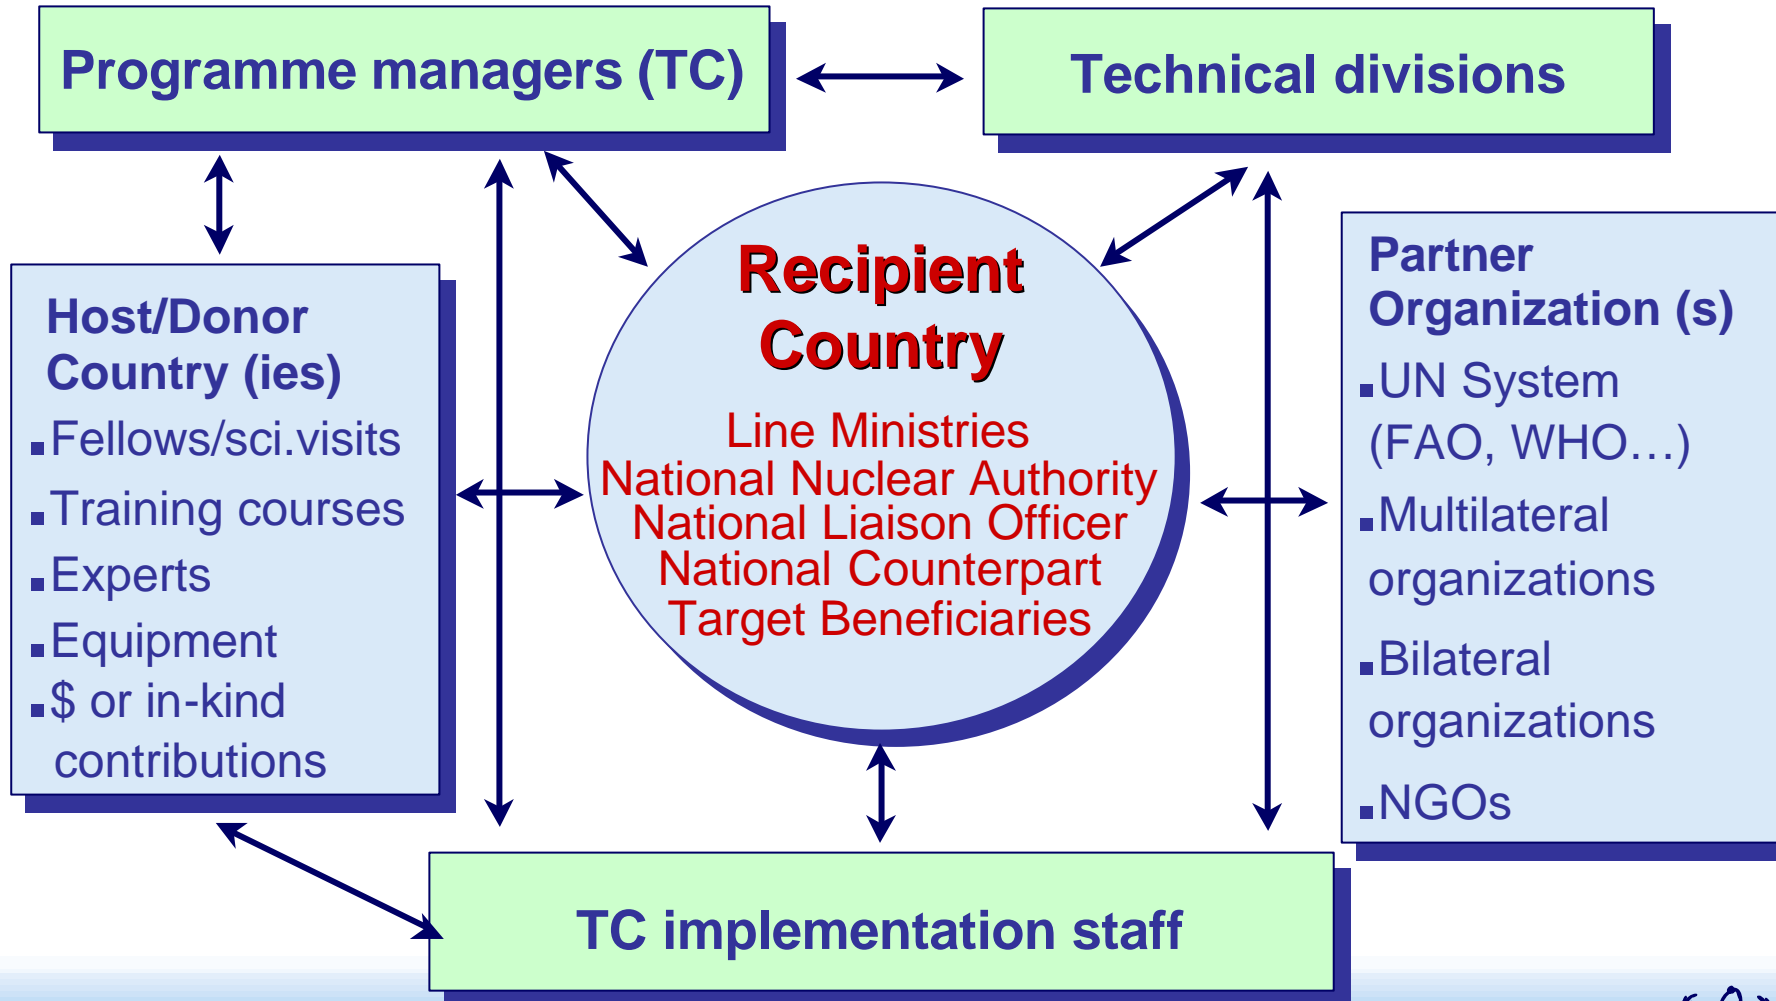 Programme managers (TC)
Technical divisions
Host/Donor
Country (ies)
▪Fellows/sci.visits
▪Training courses
▪Experts
▪Equipment
▪$ or in-kind
contributions
Recipient
Country
Line Ministries
National Nuclear Authority
National Liaison Officer
National Counterpart
Target Beneficiaries
Partner
Organization (s)
▪UN System
(FAO, WHO…)
▪Multilateral
organizations
▪Bilateral
organizations
▪NGOs
TC implementation staff